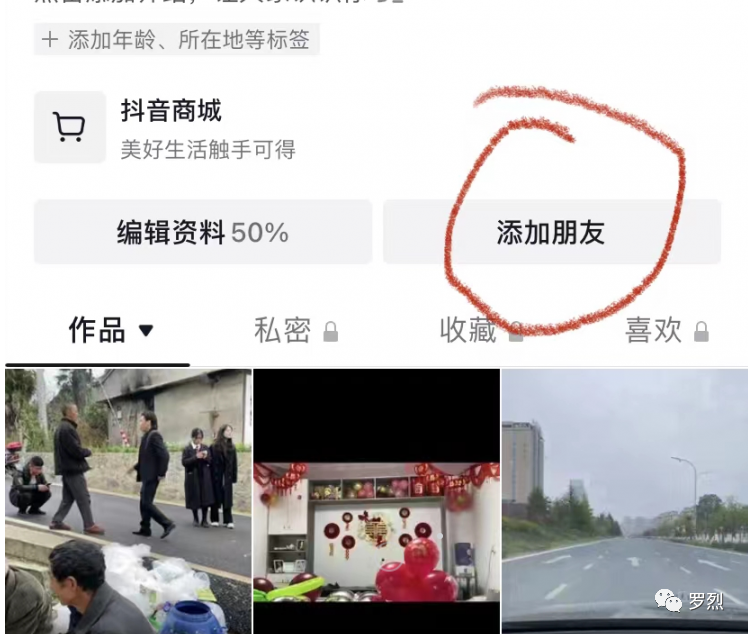 + 添加年龄、所在地等标签
抖音商城
美好生活触手可得
编辑资料 50%
添加朋友
作品
私密
收藏
喜欢
罗烈